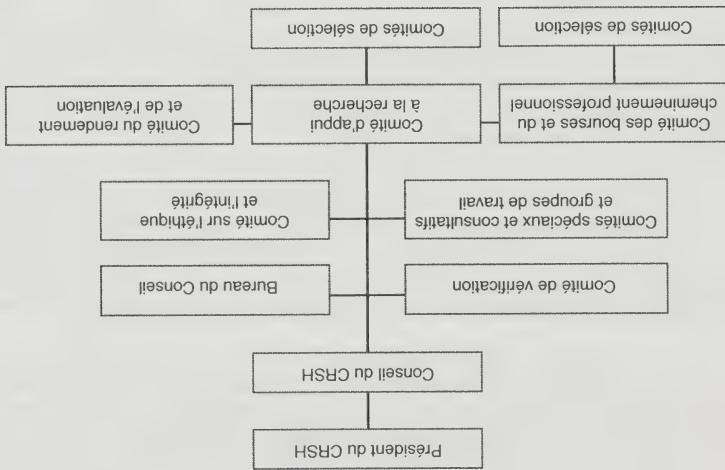 Président du CRSH
Conseil du CRSH
Comité de vérification
Bureau du Conseil
Comités spéciaux et consultatifs
et groupes de travail
Comité sur l'éthique
et l'intégrité
Comité des bourses et du
cheminement professionnel
Comité d'appui
à la recherche
Comité du rendement
et de l'évaluation
Comités de sélection
Comités de sélection